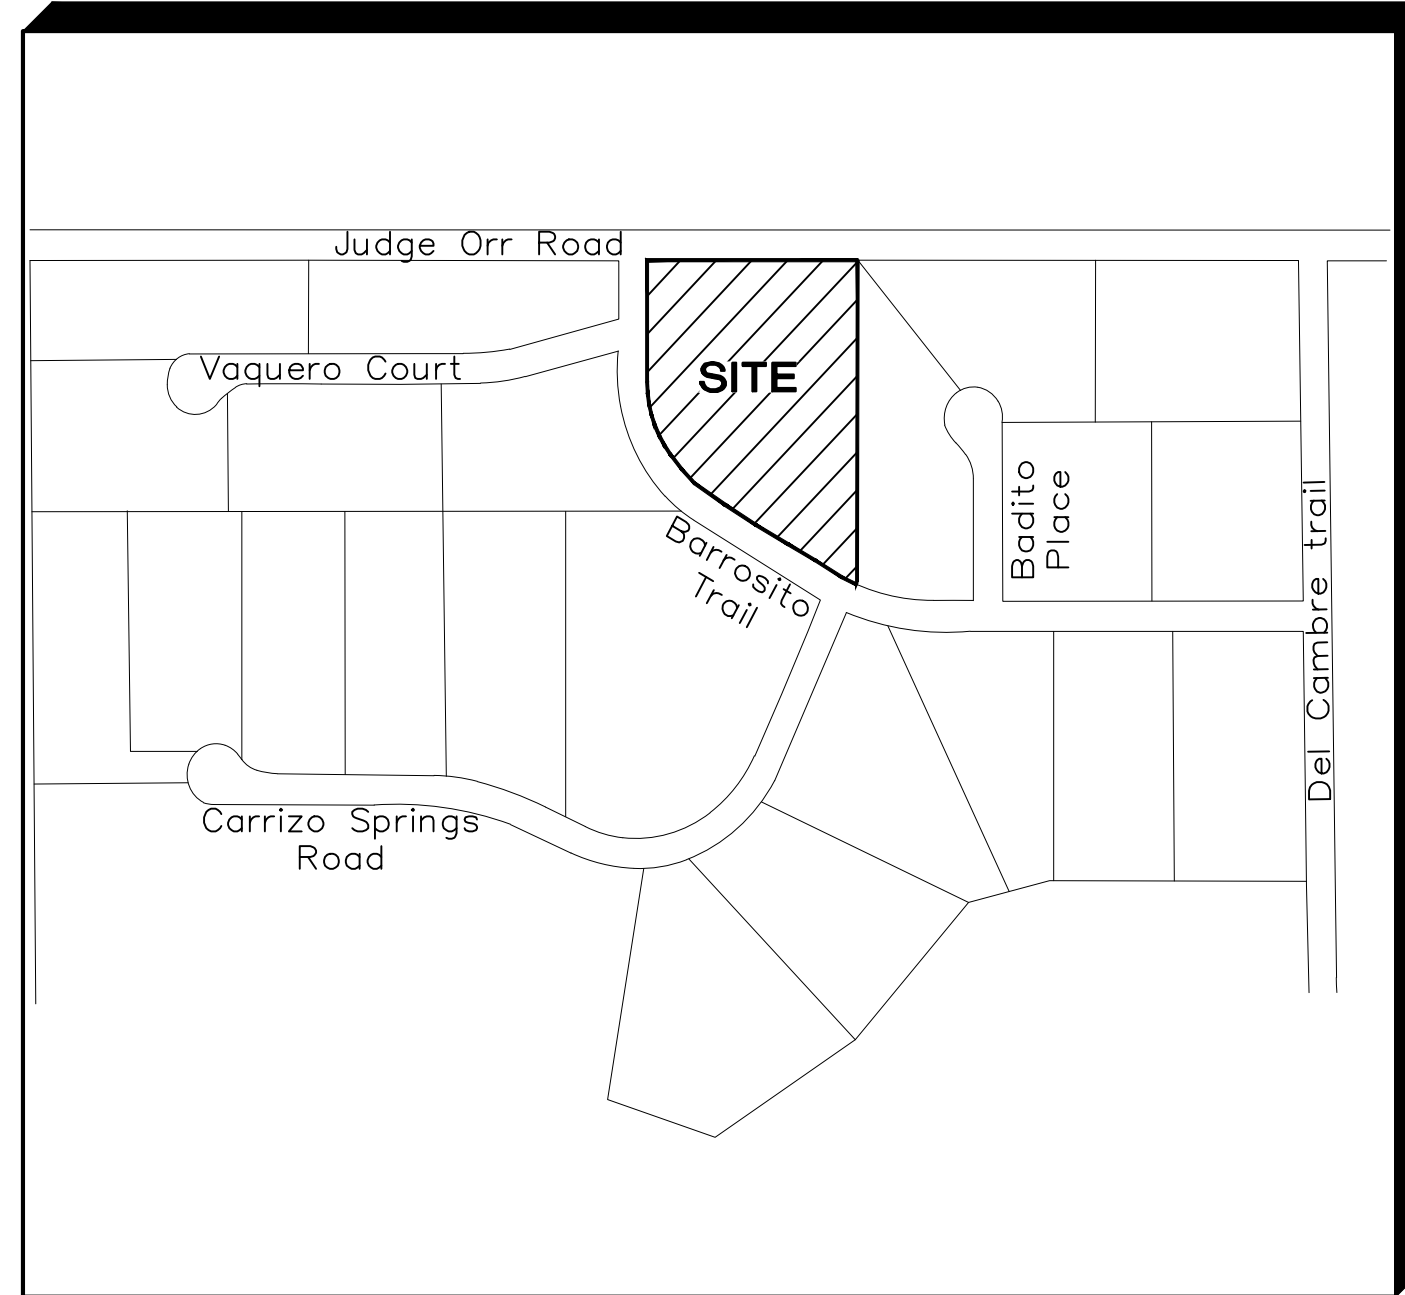 Judge Orr Road
Vaquero Court
SITE
Badito
Place
Barrosito
Trail
Del Cambre trail
Carrizo Springs
Road